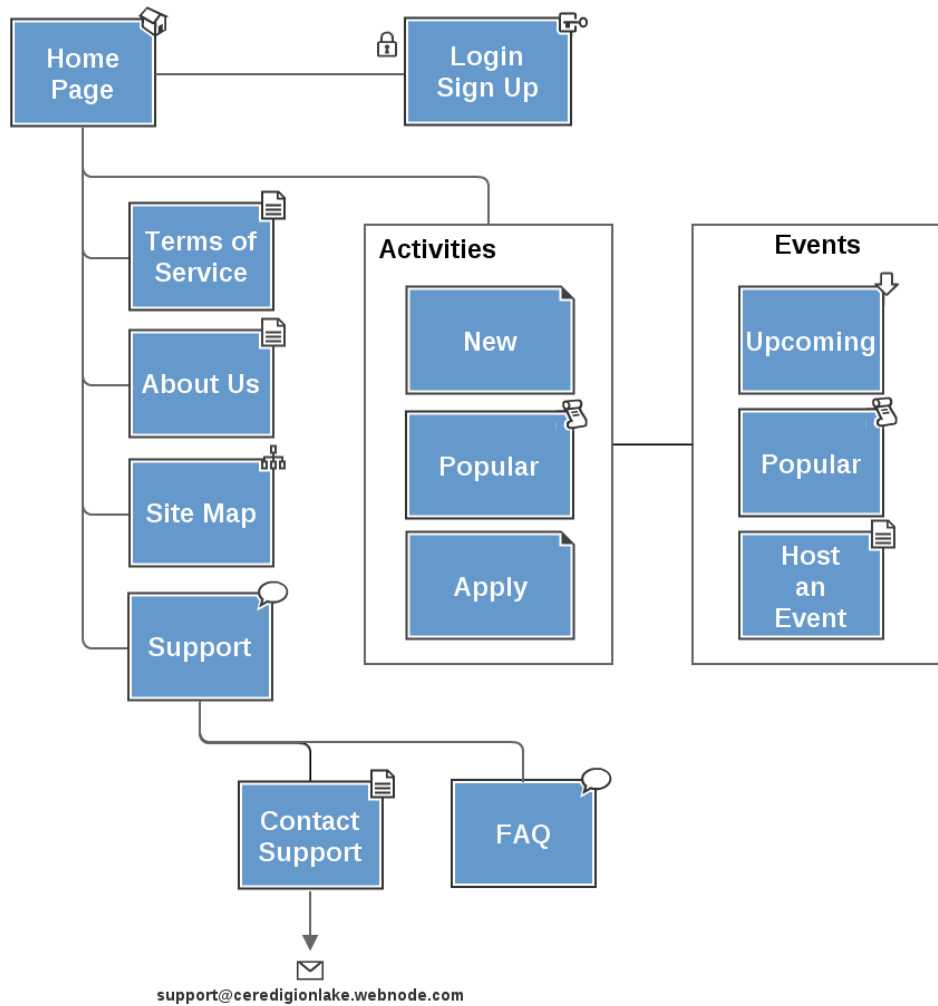 Home
Page
Login
Sign Up
Terms of
Service
About Us
Site Map
Support
Activities
New
Popular
Apply
Events
Upcoming
Popular
Host
an
Event
Contact
Support
FAQ
support@ceredigionlake.webnode.com